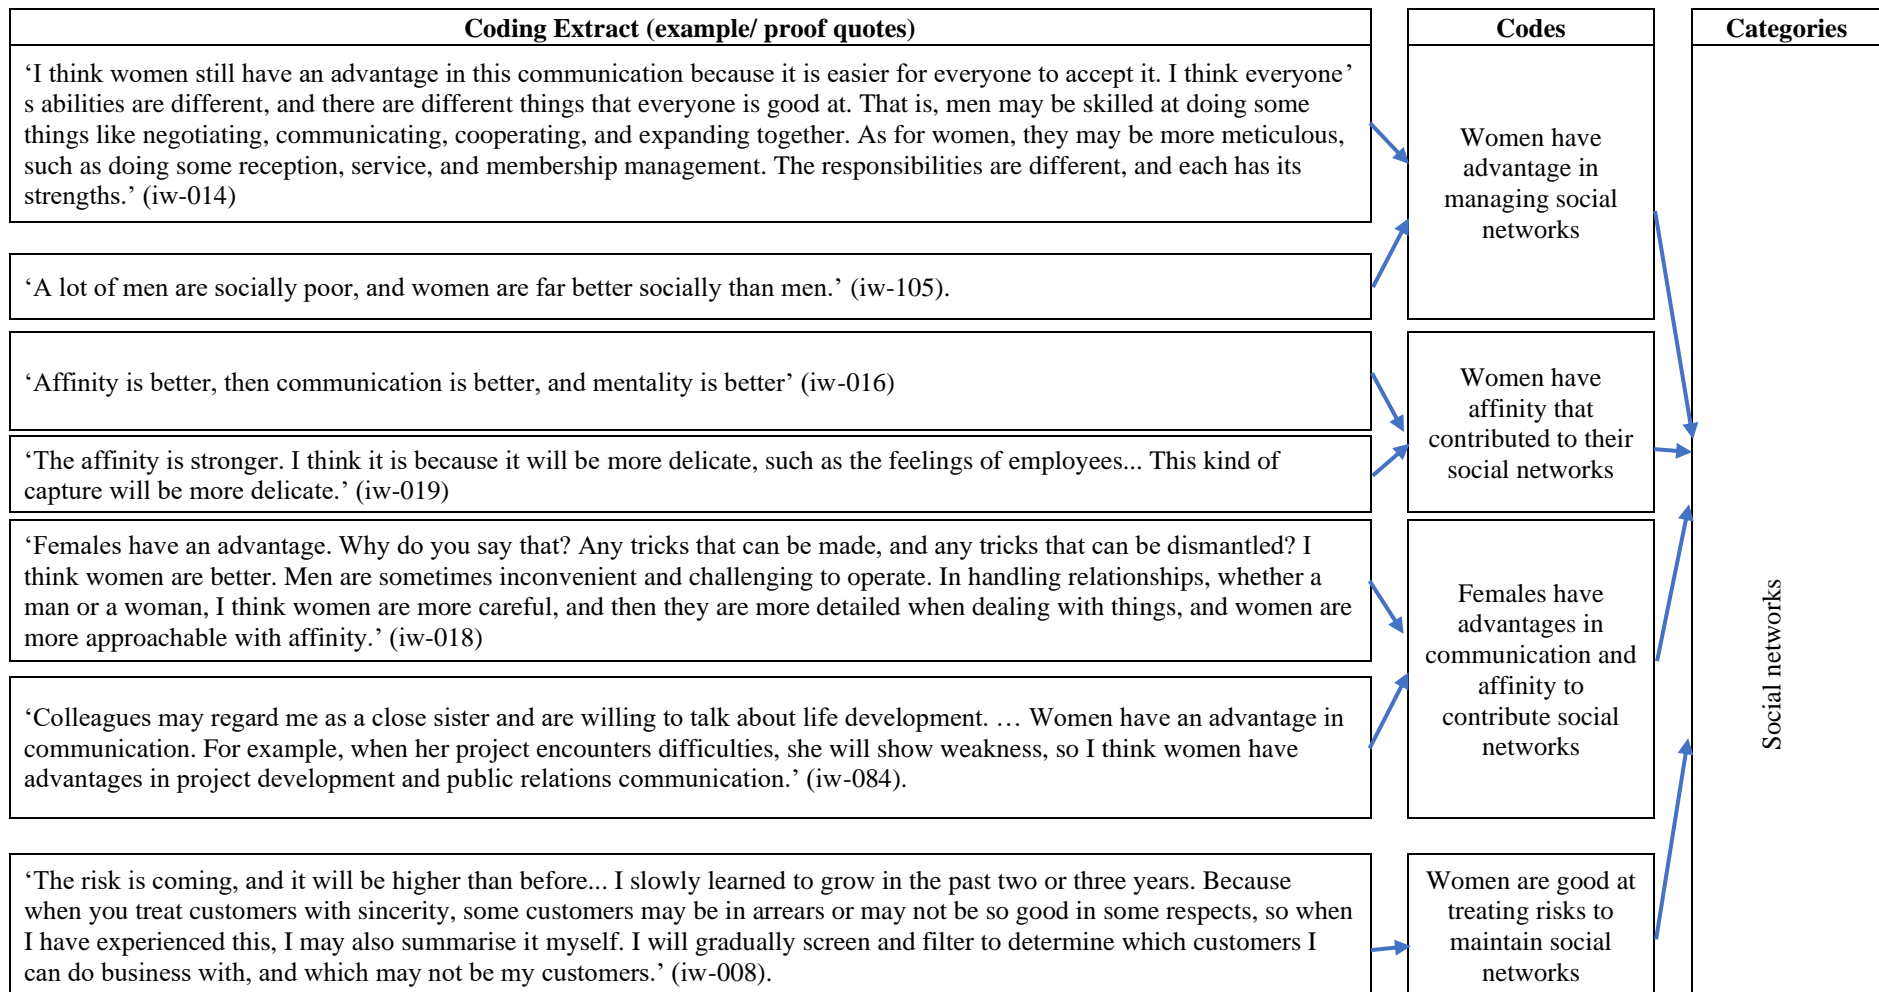 Coding Extract (example/ proof quotes)
Codes
Categories
‘I think women still have an advantage in this communication because it is easier for everyone to accept it. I think everyone’
s abilities are different, and there are different things that everyone is good at. That is, men may be skilled at doing some
things like negotiating, communicating, cooperating, and expanding together. As for women, they may be more meticulous,
such as doing some reception, service, and membership management. The responsibilities are different, and each has its
strengths.’ (iw-014)
‘A lot of men are socially poor, and women are far better socially than men.’ (iw-105).
Women have
advantage in
managing social
networks
‘Affinity is better, then communication is better, and mentality is better’ (iw-016)
‘The affinity is stronger. I think it is because it will be more delicate, such as the feelings of employees... This kind of
capture will be more delicate.’ (iw-019)
Women have
affinity that
contributed to their
social networks
‘Females have an advantage. Why do you say that? Any tricks that can be made, and any tricks that can be dismantled? I
think women are better. Men are sometimes inconvenient and challenging to operate. In handling relationships, whether a
man or a woman, I think women are more careful, and then they are more detailed when dealing with things, and women are
more approachable with affinity.’ (iw-018)
‘Colleagues may regard me as a close sister and are willing to talk about life development. … Women have an advantage in
communication. For example, when her project encounters difficulties, she will show weakness, so I think women have
advantages in project development and public relations communication.’ (iw-084).
Females have
advantages in
communication and
affinity to
contribute social
networks
‘The risk is coming, and it will be higher than before... I slowly learned to grow in the past two or three years. Because
when you treat customers with sincerity, some customers may be in arrears or may not be so good in some respects, so when
I have experienced this, I may also summarise it myself. I will gradually screen and filter to determine which customers I
can do business with, and which may not be my customers.’ (iw-008).
Women are good at
treating risks to
maintain social
networks
Social networks